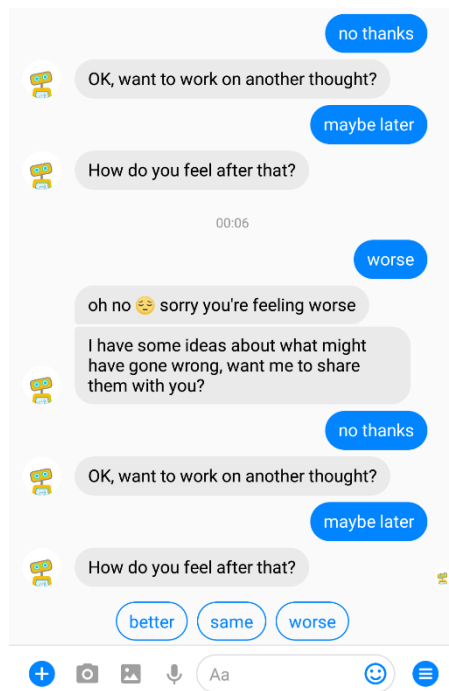 no thanks
OK, want to work on another thought?
maybe later
How do you feel after that?
00:06
worse
oh no 😔 sorry you're feeling worse
I have some ideas about what might
have gone wrong, want me to share
them with you?
no thanks
OK, want to work on another thought?
maybe later
How do you feel after that?
better same worse
Aa